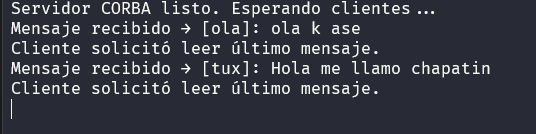 Servidor CORBA listo. Esperando clientes...
Mensaje recibido → [ola]: ola k ase
Cliente solicitó leer último mensaje.
Mensaje recibido → [tux]: Hola me llamo chapatin
Cliente solicitó leer último mensaje.